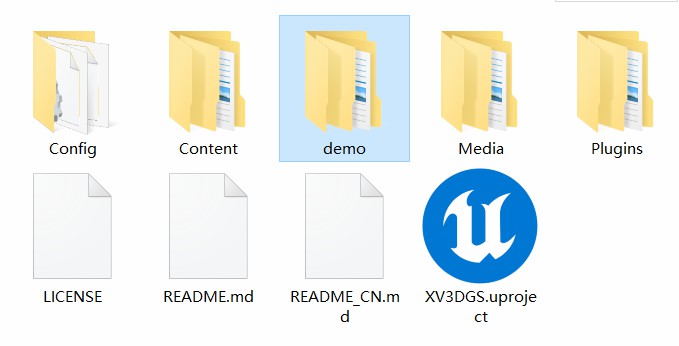 Config
Content
demo
Media
Plugins
LICENSE
README.md
README_CN.m
d
XV3DGS.uproje
ct